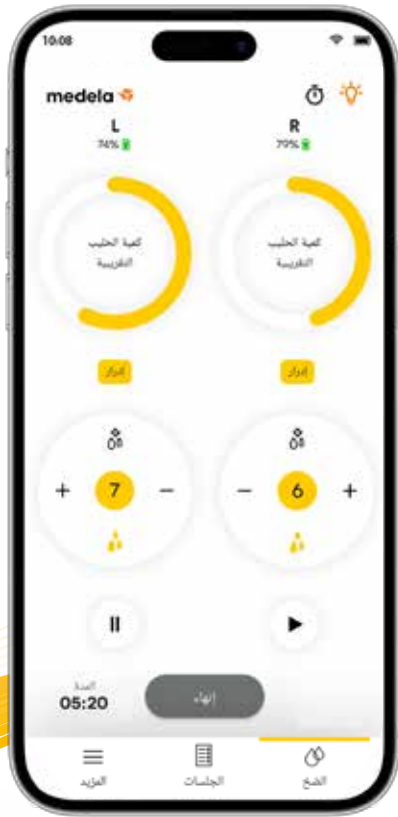 10:08
medela
L
74%
R
79%
كمية الحليب
التقريبية
كمية الحليب
التقريبية
إدرار
إدرار
+ 7 -
- 6 +
المدة
05:20
إنهاء
الضخ
الجلسات
المزيد